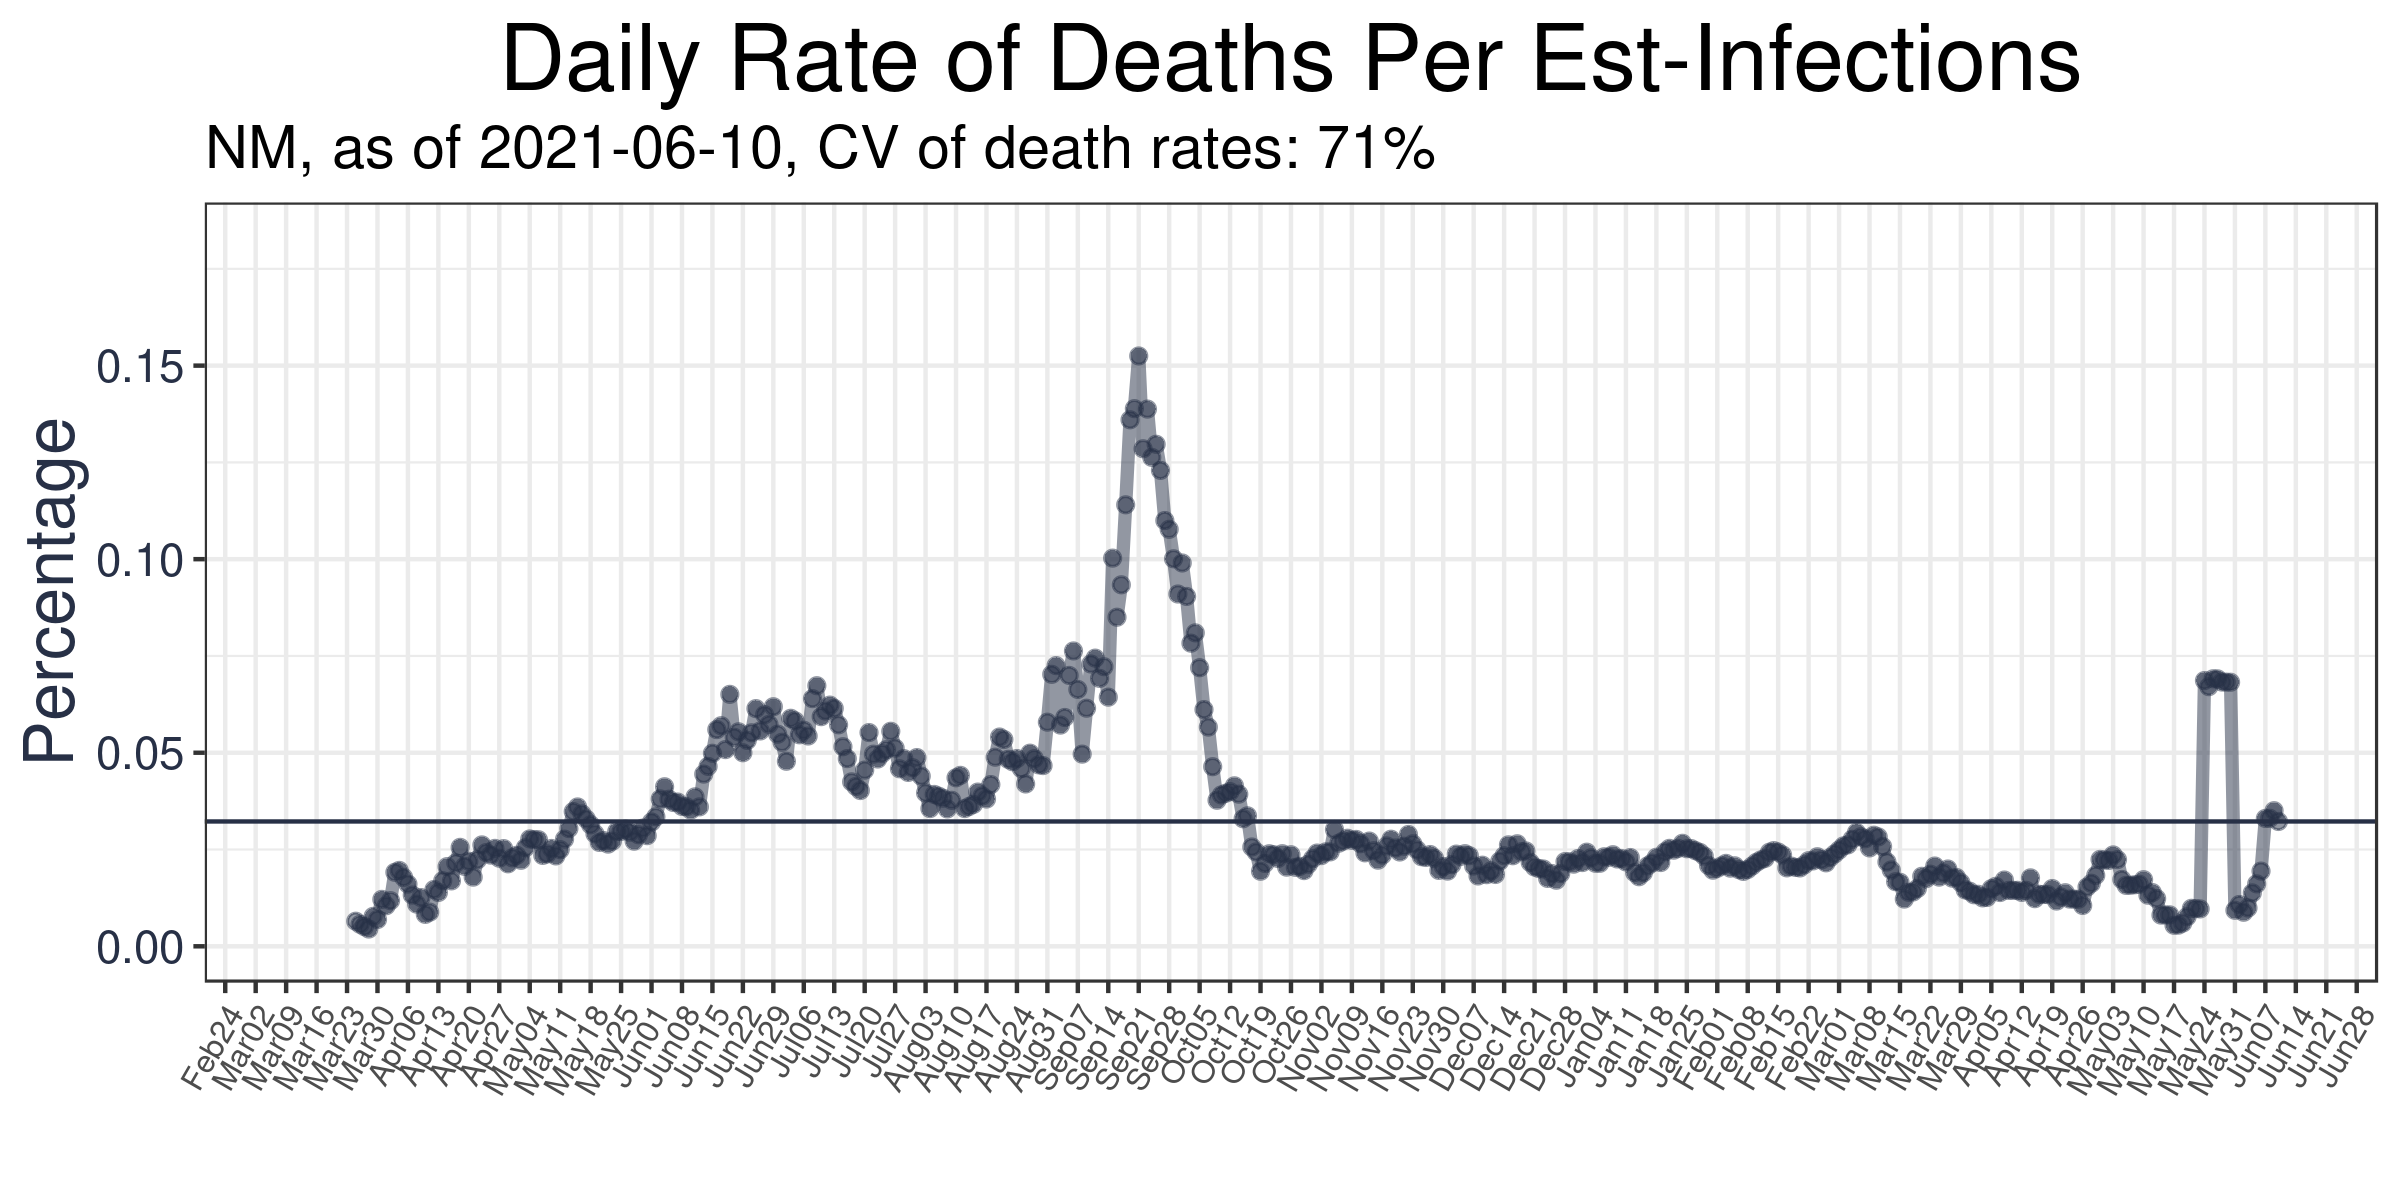 Daily Rate of Deaths Per Est-Infections
NM, as of 2021-06-10, CV of death rates: 71%
Percentage
0.15
0.10
0.05
0.00
Feb24
Mar02
Mar09
Mar16
Mar23
Mar30
Apr06
Apr13
Apr20
Apr27
May04
May11
May18
May25
Jun01
Jun08
Jun15
Jun22
Jun29
Jul06
Jul13
Jul20
Jul27
Aug03
Aug10
Aug17
Aug24
Aug31
Sep07
Sep14
Sep21
Sep28
Oct05
Oct12
Oct19
Oct26
Nov02
Nov09
Nov16
Nov23
Nov30
Dec07
Dec14
Dec21
Dec28
Jan04
Jan11
Jan18
Jan25
Feb01
Feb08
Feb15
Feb22
Mar01
Mar08
Mar15
Mar22
Mar29
Apr05
Apr12
Apr19
Apr26
May03
May10
May17
May24
May31
Jun07
Jun14
Jun21
Jun28